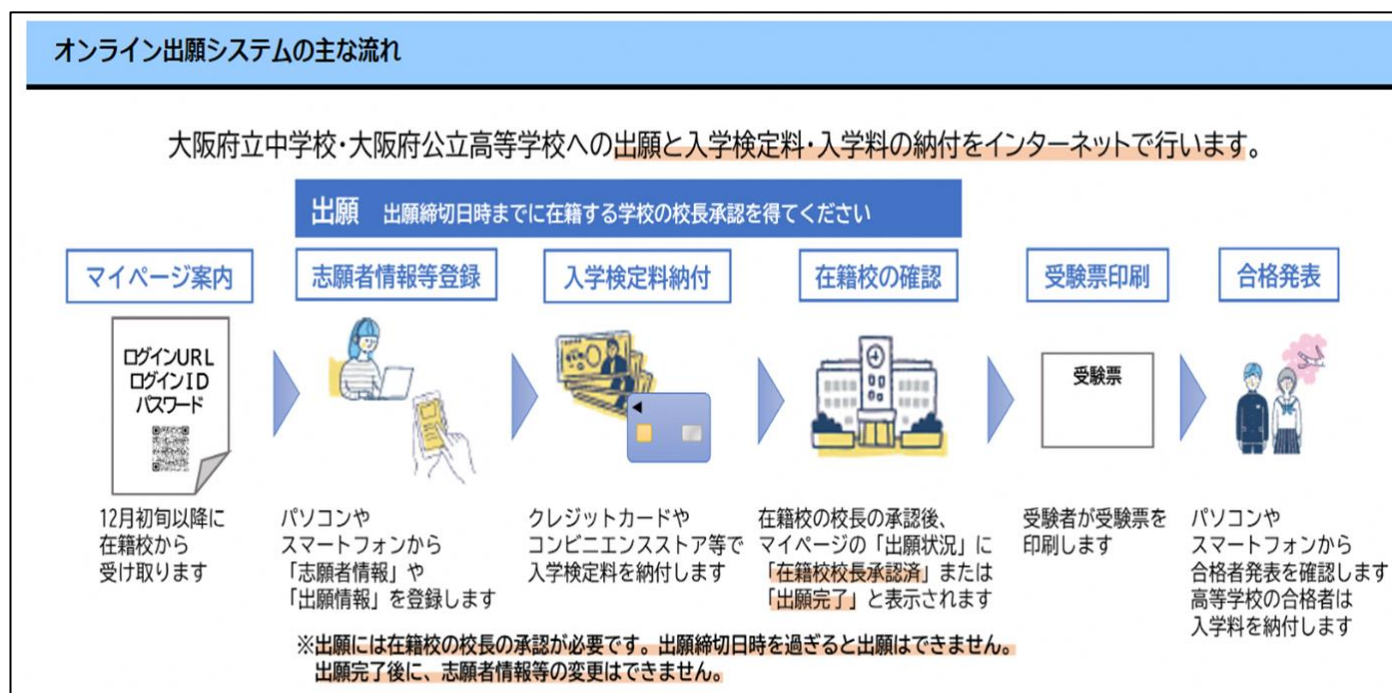 オンライン出願システムの主な流れ
大阪府立中学校・大阪府公立高等学校への出願と入学検定料・入学料の納付をインターネットで行います。
出願 出願締切日時までに在籍する学校の校長承認を得てください
マイページ案内
ログインURL
ログインID
パスワード
12月初旬以降に
在籍校から
受け取ります
志願者情報等登録
パソコンや
スマートフォンから
「志願者情報」や
「出願情報」を登録します
入学検定料納付
クレジットカードや
コンビニエンスストア等で
入学検定料を納付します
在籍校の確認
在籍校の校長の承認後、
マイページの「出願状況」に
「在籍校校長承認済」または
「出願完了」と表示されます
受験票印刷
受験票
受験者が受験票を
印刷します
合格発表
パソコンや
スマートフォンから
合格者発表を確認します
高等学校の合格者は
入学料を納付します
※出願には在籍校の校長の承認が必要です。出願締切日時を過ぎると出願はできません。
出願完了後に、志願者情報等の変更はできません。